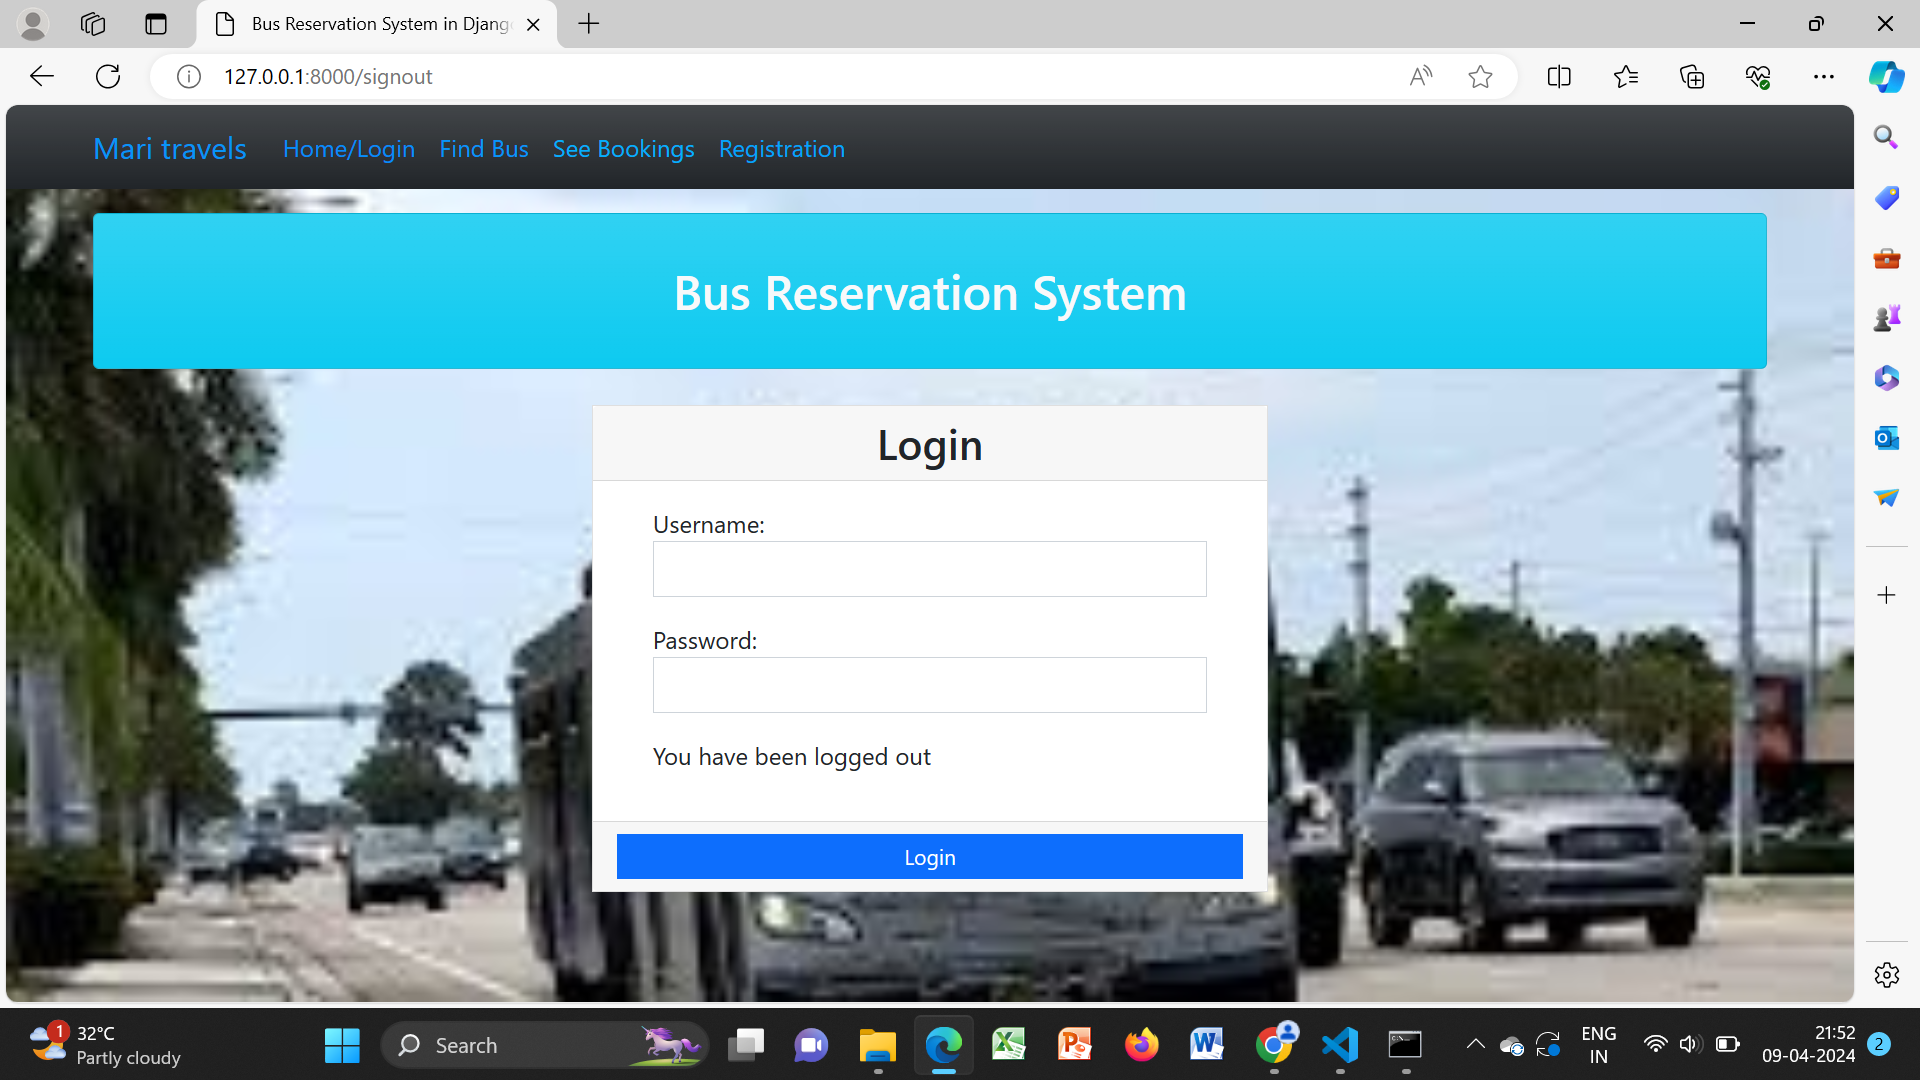 Bus Reservation System in Djang
127.0.0.1:8000/signout
Mari travels Home/Login Find Bus See Bookings Registration
Bus Reservation System
Login
Username:
Password:
You have been logged out
Login
1 32°C
Partly cloudy
Search
ENG
IN
21:52
09-04-2024
2